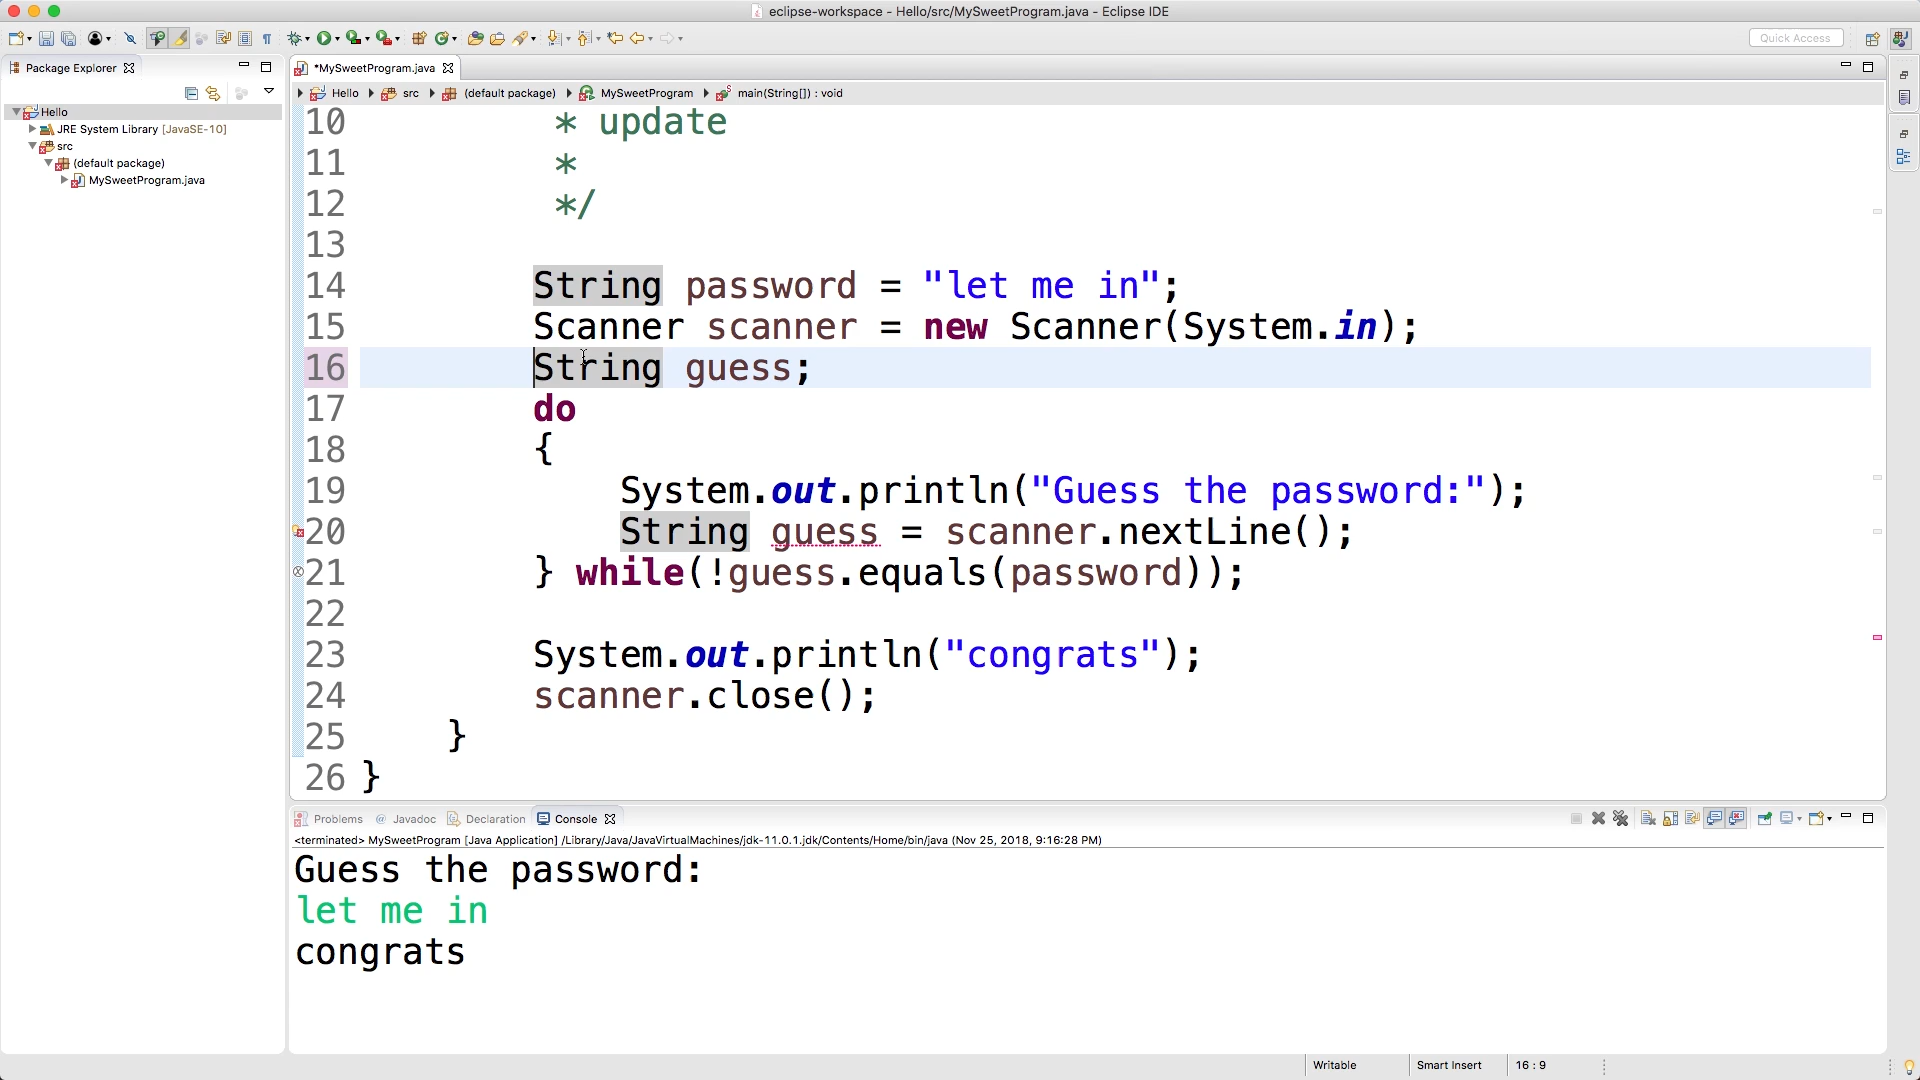 eclipse-workspace - Hello/src/MySweetProgram.java - Eclipse IDE
Quick Access
Package Explorer
*MySweetProgram.java
Hello src (default package) MySweetProgram main(String[]) : void
Hello
JRE System Library [JavaSE-10]
src
(default package)
MySweetProgram.java
10 * update
11 *
12 */
13
14 String password = "let me in";
15 Scanner scanner = new Scanner(System.in);
16 String guess;
17 do
18 {
19 System.out.println("Guess the password:");
20 String guess = scanner.nextLine();
21 } while(!guess.equals(password));
22
23 System.out.println("congrats");
24 scanner.close();
25 }
26 }
Problems @ Javadoc Declaration Console
<terminated> MySweetProgram [Java Application] /Library/Java/JavaVirtualMachines/jdk-11.0.1.jdk/Contents/Home/bin/java (Nov 25, 2018, 9:16:28 PM)
Guess the password:
let me in
congrats
Writable Smart Insert 16 : 9